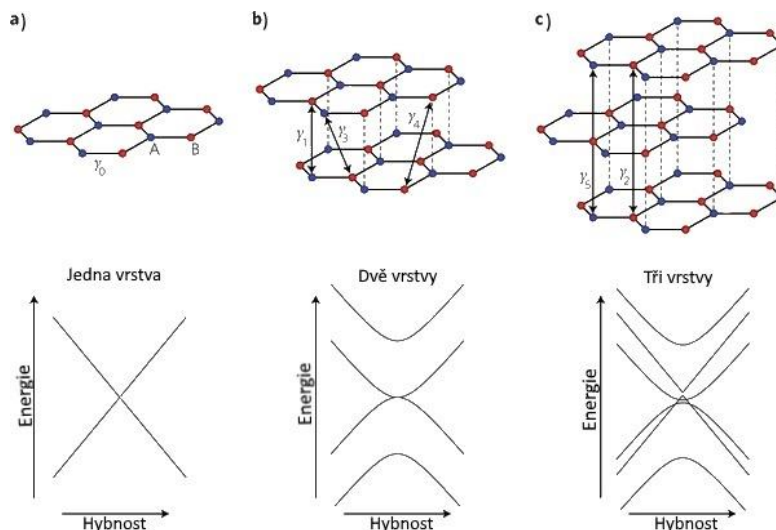 a)
b)
c)
γ₀
A
B
γ₁
γ₃
γ₄
γ₅
γ₂
Jedna vrstva
Dvě vrstvy
Tři vrstvy
Energie
Energie
Energie
Hybnost
Hybnost
Hybnost